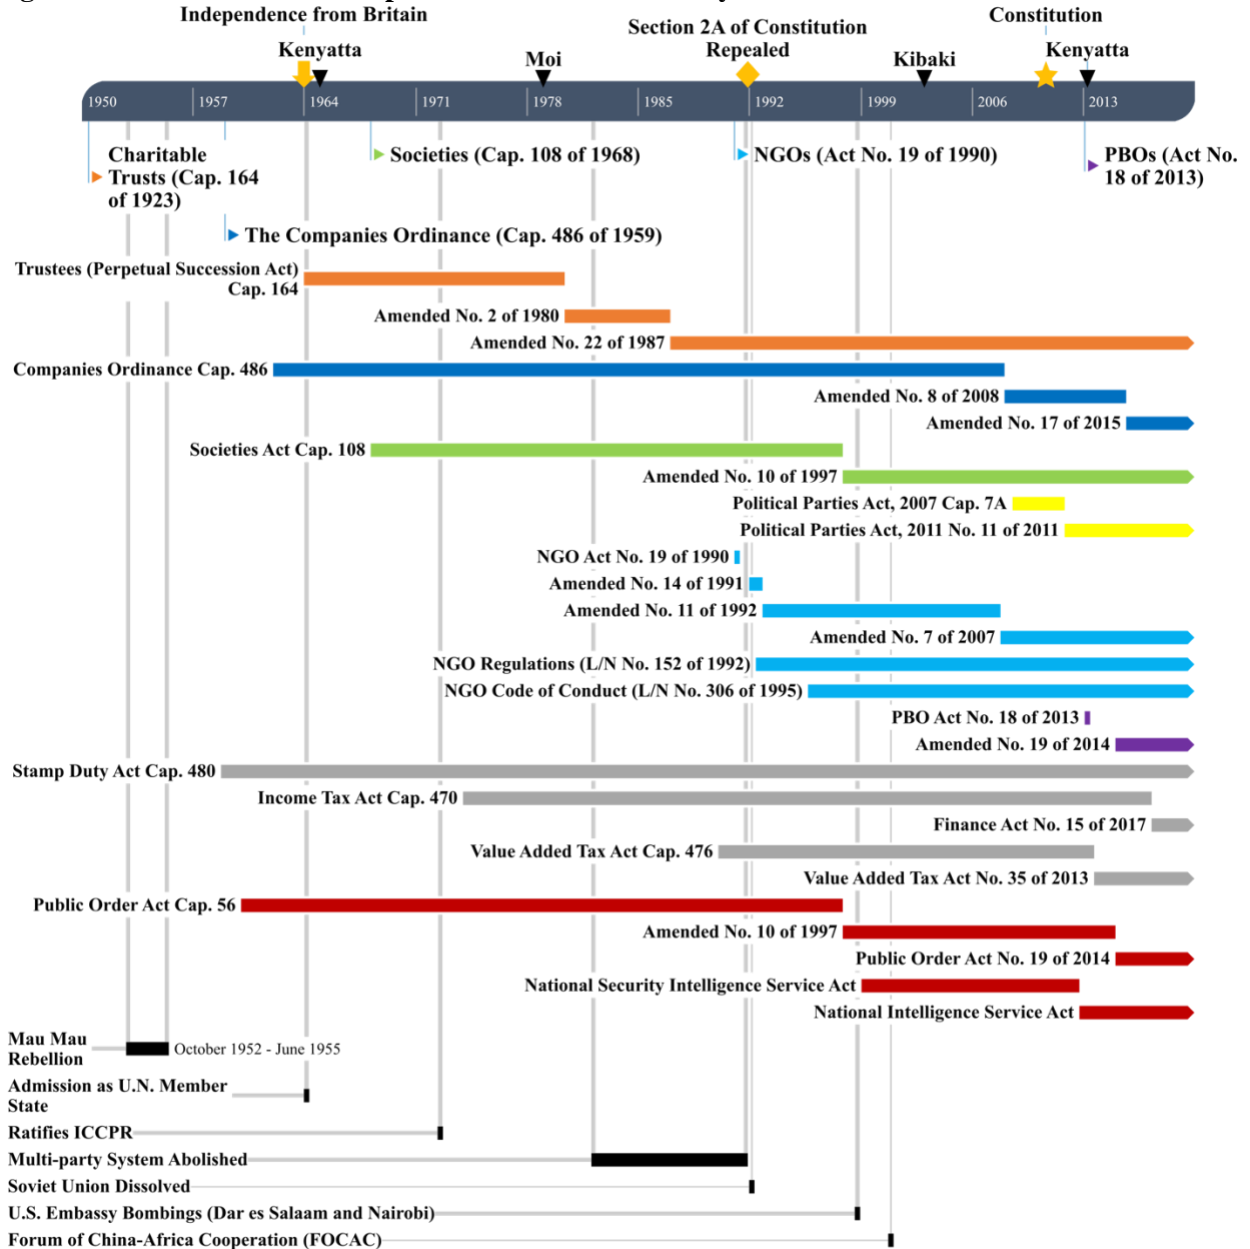 Independence from Britain
Constitution
Section 2A of Constitution
Repealed
Kenyatta
Moi
Kibaki
Kenyatta
1950
1957
1964
1971
1978
1985
1992
1999
2006
2013
Charitable
Trusts (Cap. 164
of 1923)
Societies (Cap. 108 of 1968)
NGOs (Act No. 19 of 1990)
PBOs (Act No.
18 of 2013)
The Companies Ordinance (Cap. 486 of 1959)
Trustees (Perpetual Succession Act)
Cap. 164
Amended No. 2 of 1980
Amended No. 22 of 1987
Companies Ordinance Cap. 486
Amended No. 8 of 2008
Amended No. 17 of 2015
Societies Act Cap. 108
Amended No. 10 of 1997
Political Parties Act, 2007 Cap. 7A
Political Parties Act, 2011 No. 11 of 2011
NGO Act No. 19 of 1990
Amended No. 14 of 1991
Amended No. 11 of 1992
Amended No. 7 of 2007
NGO Regulations (L/N No. 152 of 1992)
NGO Code of Conduct (L/N No. 306 of 1995)
PBO Act No. 18 of 2013
Amended No. 19 of 2014
Stamp Duty Act Cap. 480
Income Tax Act Cap. 470
Finance Act No. 15 of 2017
Value Added Tax Act Cap. 476
Value Added Tax Act No. 35 of 2013
Public Order Act Cap. 56
Amended No. 10 of 1997
Public Order Act No. 19 of 2014
National Security Intelligence Service Act
National Intelligence Service Act
Mau Mau
Rebellion
October 1952 - June 1955
Admission as U.N. Member
State
Ratifies ICCPR
Multi-party System Abolished
Soviet Union Dissolved
U.S. Embassy Bombings (Dar es Salaam and Nairobi)
Forum of China-Africa Cooperation (FOCAC)